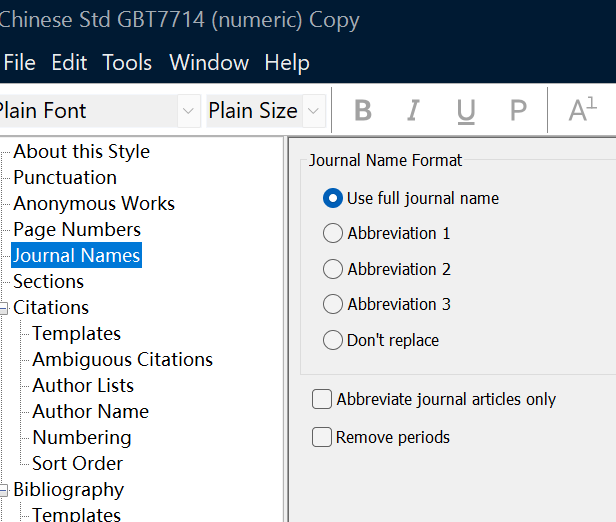 Chinese Std GBT7714 (numeric) Copy
File Edit Tools Window Help
Plain Font Plain Size B I U P A1
About this Style
Punctuation
Anonymous Works
Page Numbers
Journal Names
Sections
Citations
Templates
Ambiguous Citations
Author Lists
Author Name
Numbering
Sort Order
Bibliography
Templates
Journal Name Format
Use full journal name
Abbreviation 1
Abbreviation 2
Abbreviation 3
Don't replace
Abbreviate journal articles only
Remove periods